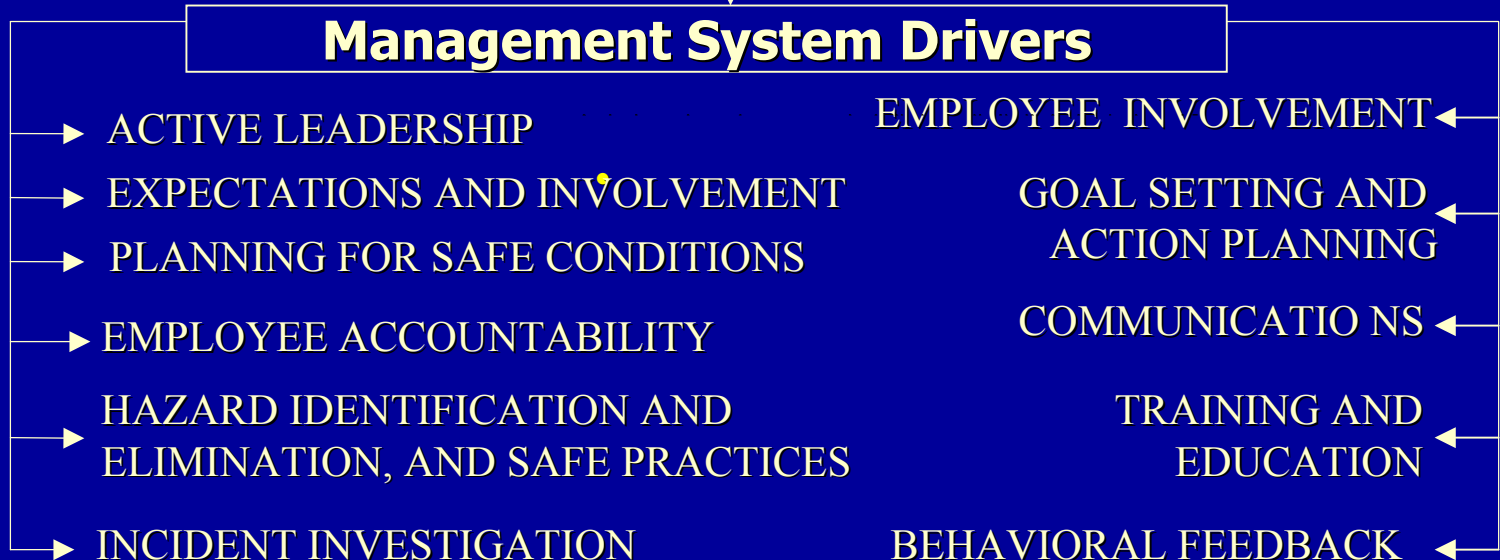 Management System Drivers
ACTIVE LEADERSHIP
EXPECTATIONS AND INVOLVEMENT
PLANNING FOR SAFE CONDITIONS
EMPLOYEE ACCOUNTABILITY
HAZARD IDENTIFICATION AND
ELIMINATION, AND SAFE PRACTICES
INCIDENT INVESTIGATION
EMPLOYEE INVOLVEMENT
GOAL SETTING AND
ACTION PLANNING
COMMUNICATIO NS
TRAINING AND
EDUCATION
BEHAVIORAL FEEDBACK